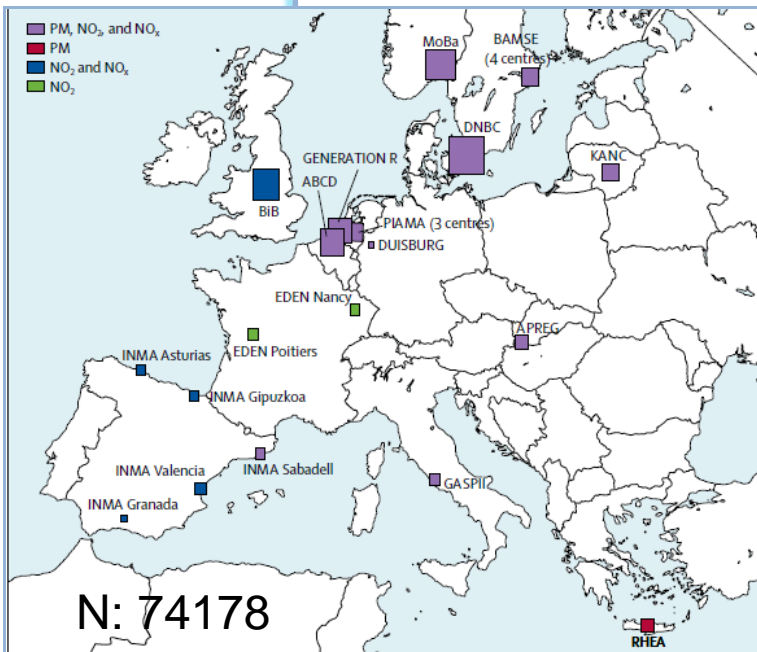 PM, NO₂, and NOₓ
PM
NO₂ and NOₓ
NO₂
MoBa
BAMSE
(4 centres)
DNBC
KANC
GENERATION R
ABCD
BiB
PIAMA (3 centres)
DUISBURG
EDEN Nancy
APREG
EDEN Poitiers
INMA Asturias
INMA Gipuzkoa
INMA Valencia
INMA Sabadell
GASPII
INMA Granada
N: 74178
RHEA